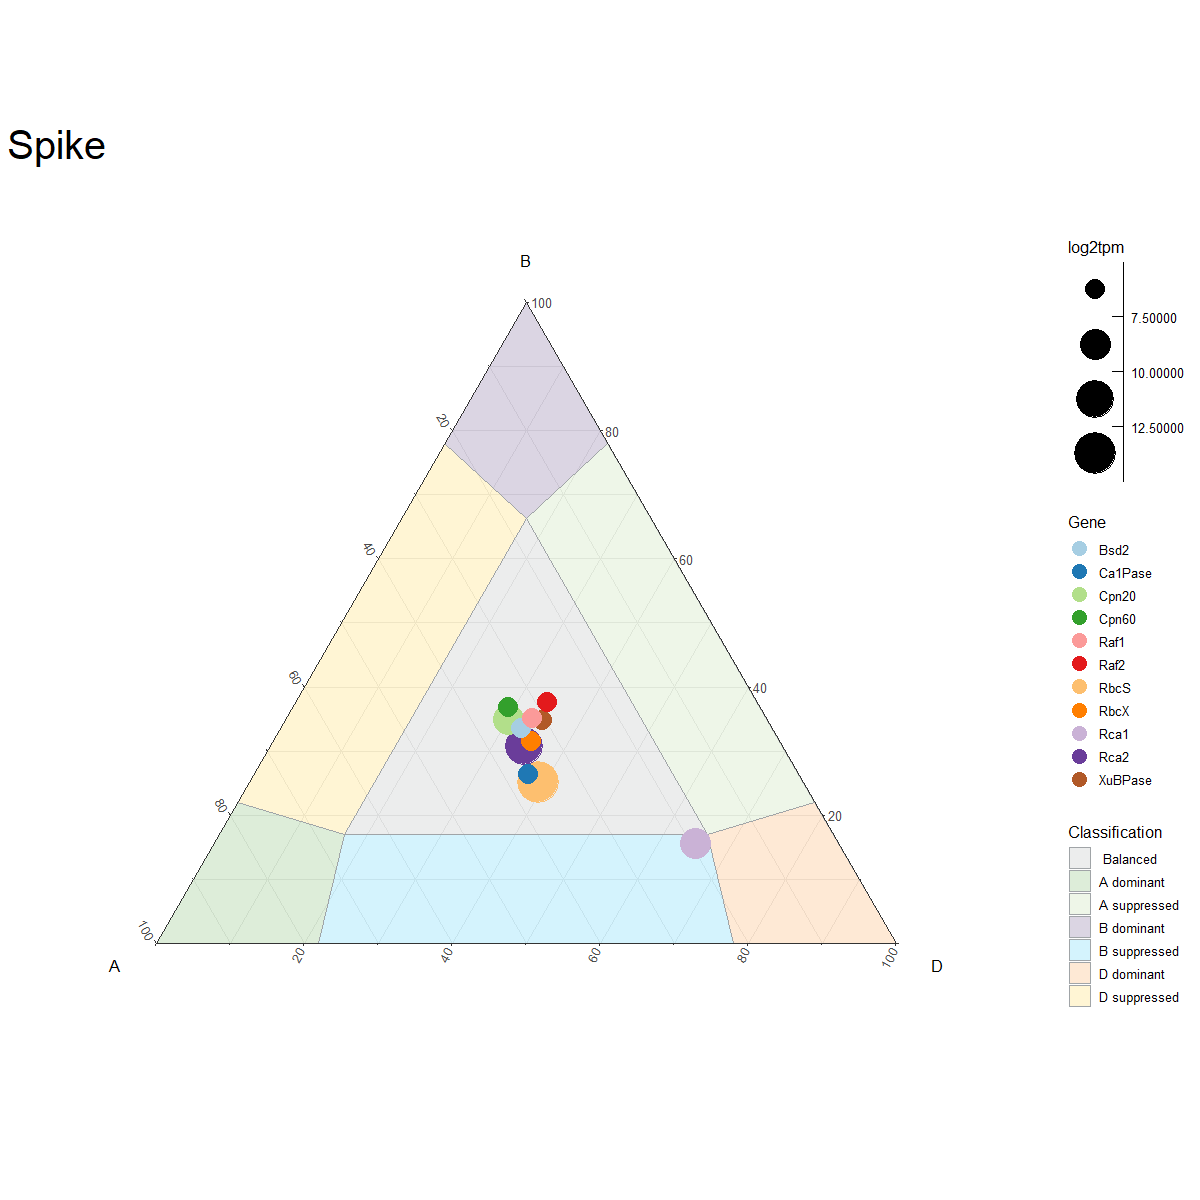 Spike
B
100
20
80
40
60
60
40
80
20
100
20
40
60
80
100
A
D
log2tpm
7.50000
10.00000
12.50000
Gene
Bsd2
Ca1Pase
Cpn20
Cpn60
Raf1
Raf2
RbcS
RbcX
Rca1
Rca2
XuBPase
Classification
Balanced
A dominant
A suppressed
B dominant
B suppressed
D dominant
D suppressed